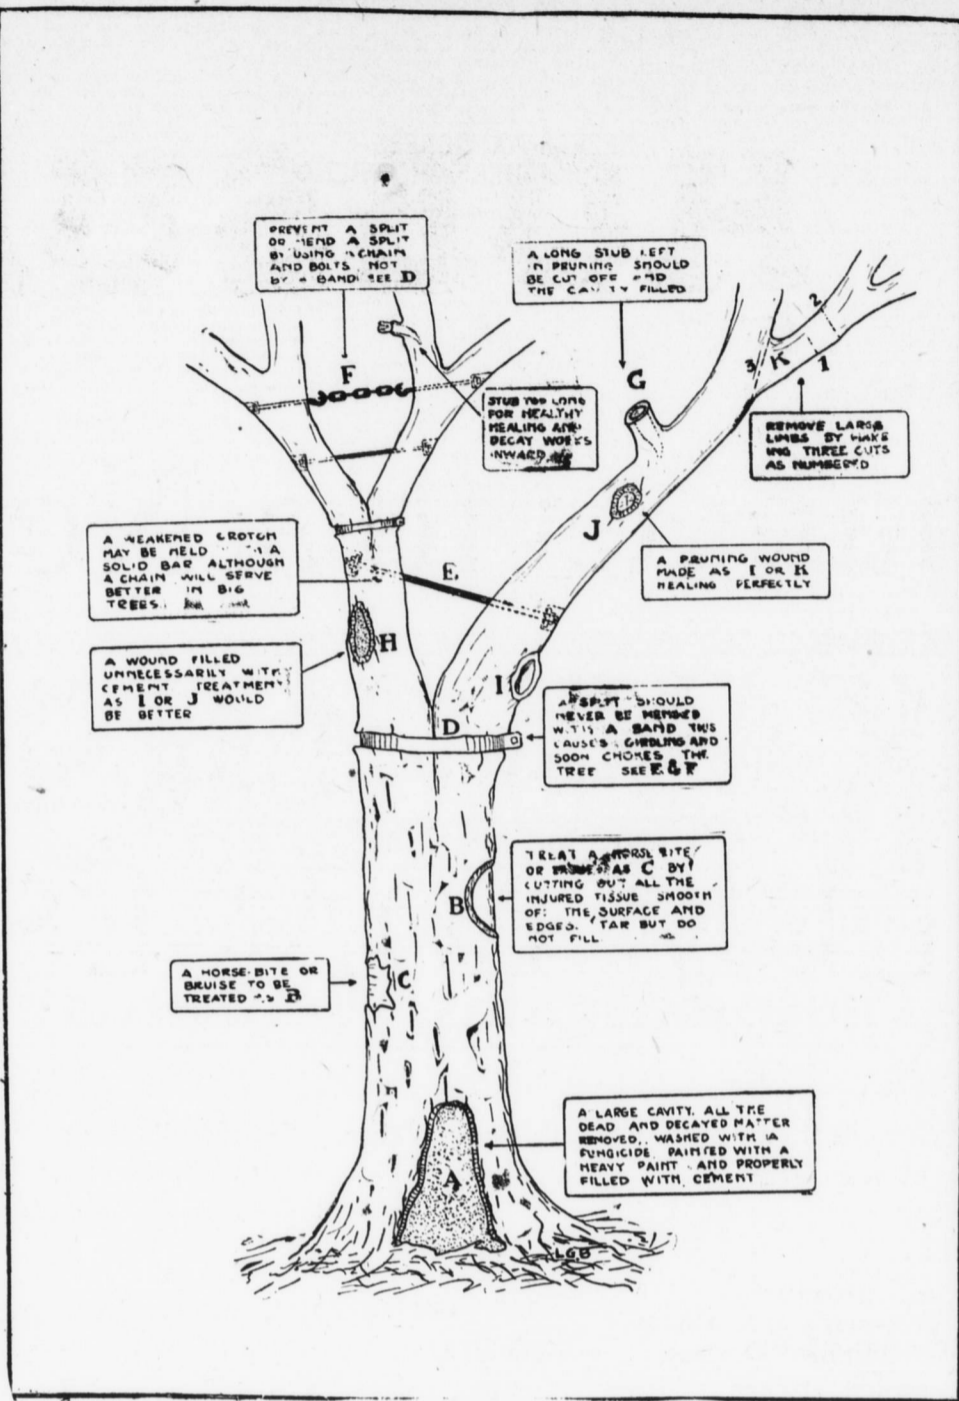 PREVENT A SPLIT
OR MEND A SPLIT
BY USING A CHAIN
AND BOLTS NOT
BY A BAND SEE D
A LONG STUB LEFT
IN PRUNING SHOULD
BE CUT OFF AND
THE CAVITY FILLED
2
3 K 1
F
G
STUB TOO LONG
FOR HEALTHY
HEALING AND
DECAY WORKS
INWARD
REMOVE LARGE
LIMBS BY MAK
ING THREE CUTS
AS NUMBERED
J
A WEAKENED CROTCH
MAY BE HELD A
SOLID BAR ALTHOUGH
A CHAIN WILL SERVE
BETTER IN BIG
TREES
E
A PRUNING WOUND
MADE AS I OR K
HEALING PERFECTLY
H
A WOUND FILLED
UNNECESSARILY WITH
CEMENT TREATMENT
AS I OR J WOULD
BE BETTER
I
D
A SPLIT SHOULD
NEVER BE MENDED
WITH A BAND THIS
CAUSES GIRDLING AND
SOON CHOKES THE
TREE SEE E & F
TREAT A HORSE BITE
OR AS C BY
CUTTING OUT ALL THE
INJURED TISSUE SMOOTH
OFF THE SURFACE AND
EDGES. TAR BUT DO
NOT FILL
B
A HORSE-BITE OR
BRUISE TO BE
TREATED AS B
C
A LARGE CAVITY. ALL THE
DEAD AND DECAYED MATTER
REMOVED, WASHED WITH A
FUNGICIDE, PAINTED WITH A
HEAVY PAINT AND PROPERLY
FILLED WITH CEMENT
A
LGB